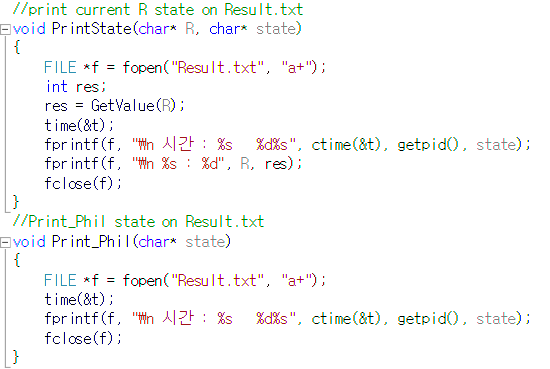 //print current R state on Result.txt
void PrintState(char* R, char* state)
{
FILE *f = fopen("Result.txt", "a+");
int res;
res = GetValue(R);
time(&t);
fprintf(f, "₩n 시간 : %s %d%s", ctime(&t), getpid(), state);
fprintf(f, "₩n %s : %d", R, res);
fclose(f);
}
//Print_Phil state on Result.txt
void Print_Phil(char* state)
{
FILE *f = fopen("Result.txt", "a+");
time(&t);
fprintf(f, "₩n 시간 : %s %d%s", ctime(&t), getpid(), state);
fclose(f);
}